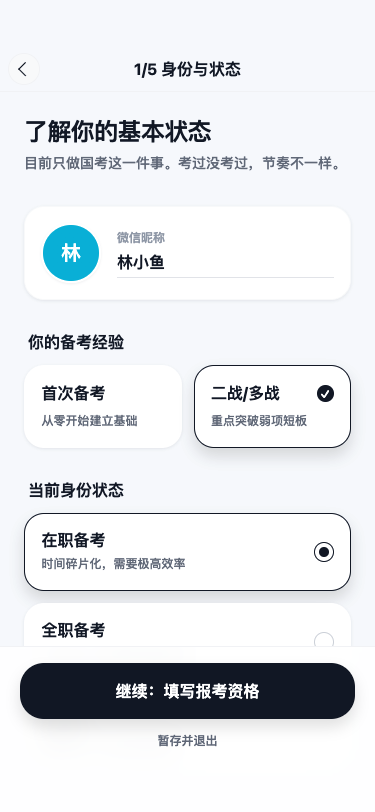 1/5 身份与状态
了解你的基本状态
目前只做国考这一件事。考过没考过，节奏不一样。
林
微信昵称
林小鱼
你的备考经验
首次备考
从零开始建立基础
二战/多战
重点突破弱项短板
当前身份状态
在职备考
时间碎片化，需要极高效率
全职备考
继续：填写报考资格
暂存并退出